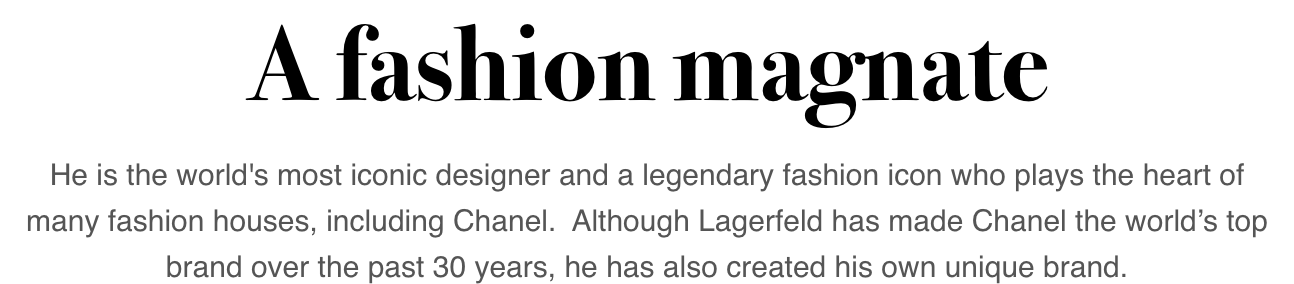 A fashion magnate
He is the world's most iconic designer and a legendary fashion icon who plays the heart of
many fashion houses, including Chanel.  Although Lagerfeld has made Chanel the world’s top
brand over the past 30 years, he has also created his own unique brand.